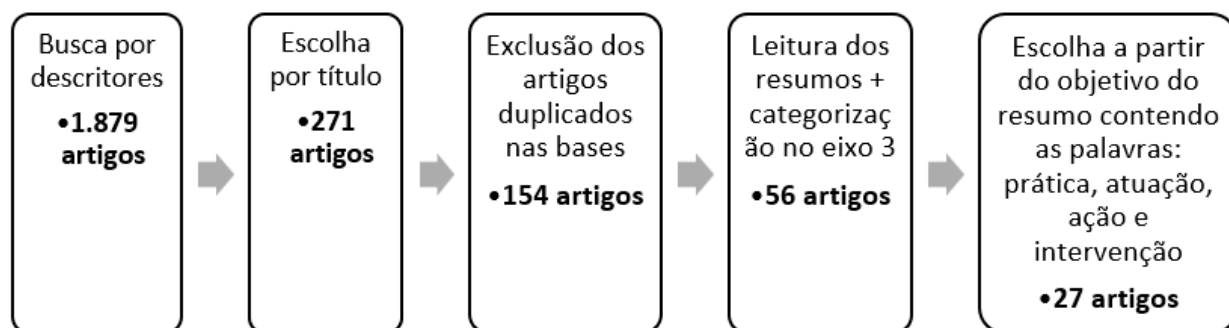 Busca por
descritores
•1.879
artigos
Escolha
por título
•271
artigos
Exclusão dos
artigos
duplicados
nas bases
•154 artigos
Leitura dos
resumos +
categorizaç
ão no eixo 3
•56 artigos
Escolha a partir
do objetivo do
resumo contendo
as palavras:
prática, atuação,
ação e
intervenção
•27 artigos